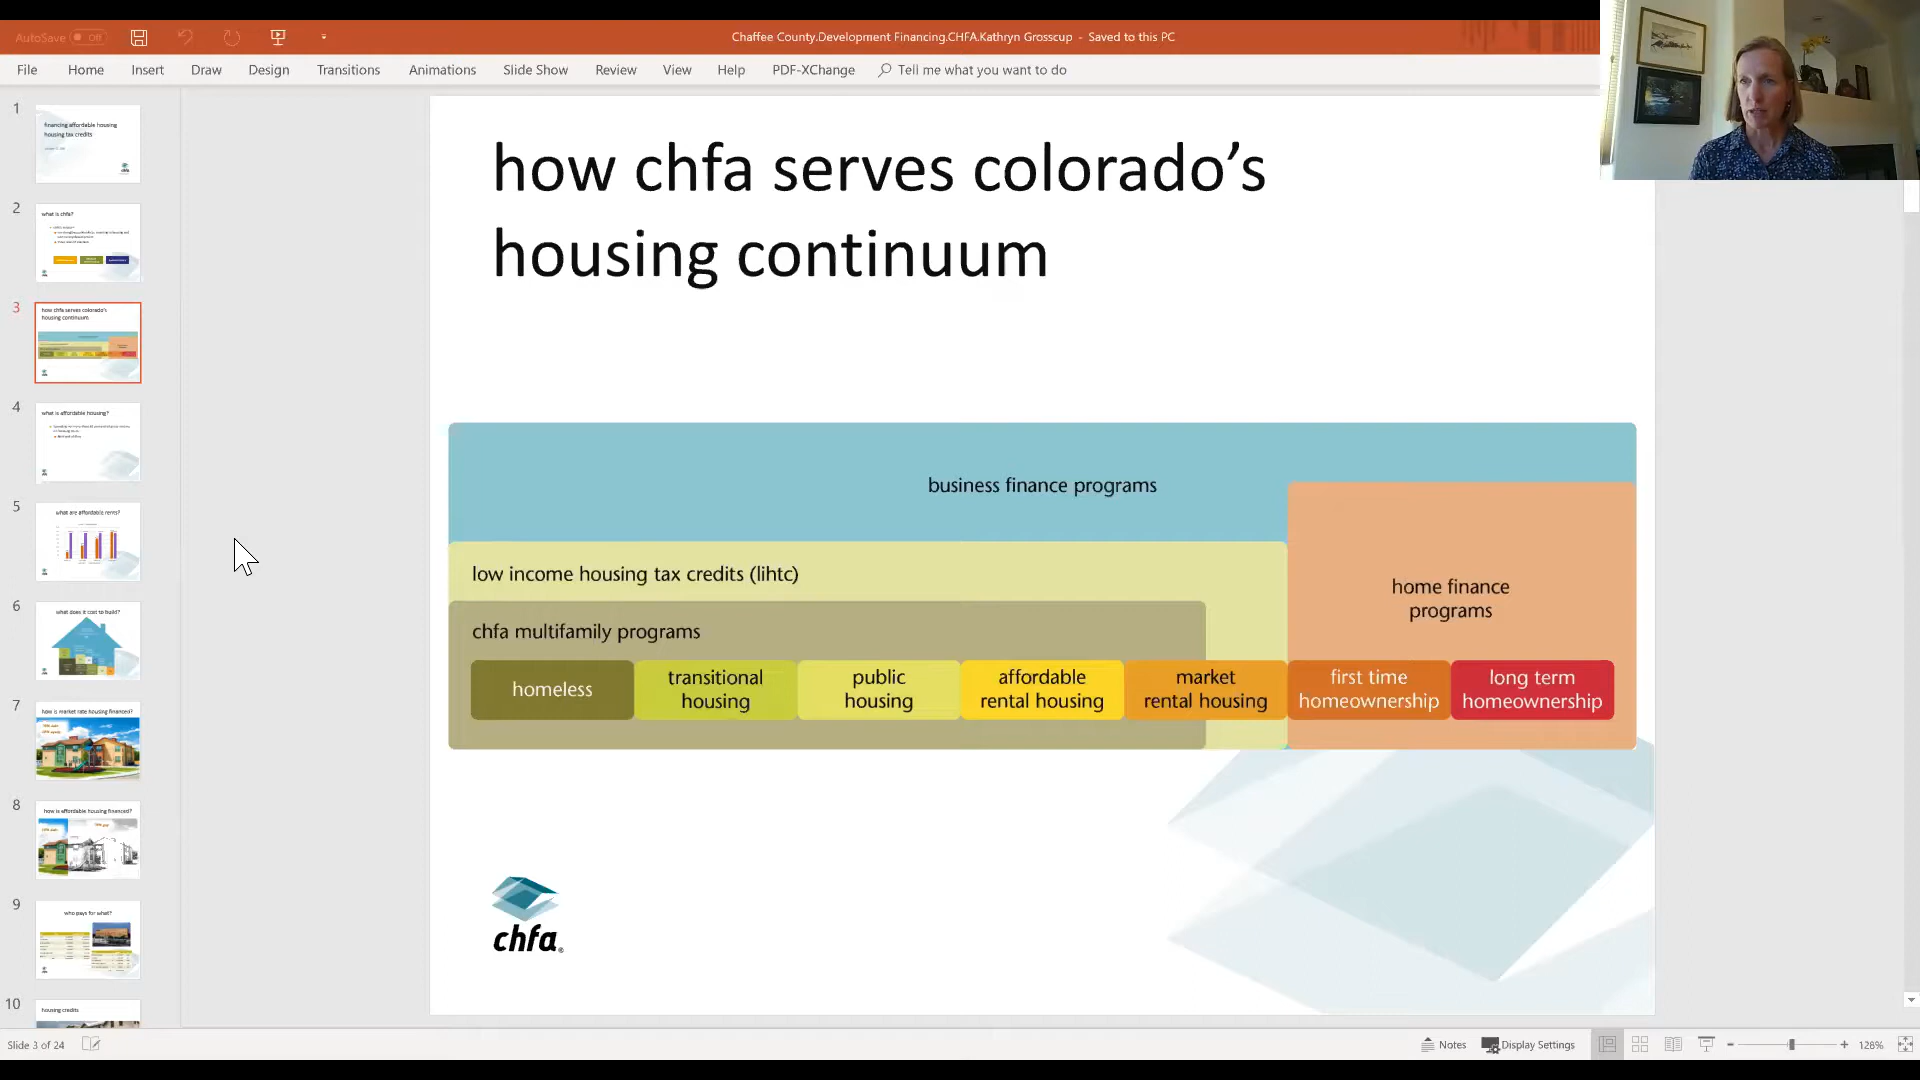 AutoSave Off
Chaffee County.Development Financing.CHFA.Kathryn Grosscup - Saved to this PC
File Home Insert Draw Design Transitions Animations Slide Show Review View Help PDF-XChange Tell me what you want to do
1
financing affordable housing
housing tax credits
chfa
2
what is chfa?
3
how chfa serves colorado's
housing continuum
4
what is affordable housing?
5
what are affordable rents?
6
what does it cost to build?
7
how is market rate housing financed?
8
how is affordable housing financed?
9
who pays for what?
10
housing credits
how chfa serves colorado’s
housing continuum
business finance programs
low income housing tax credits (lihtc)
home finance
programs
chfa multifamily programs
homeless
transitional
housing
public
housing
affordable
rental housing
market
rental housing
first time
homeownership
long term
homeownership
chfa®
Slide 3 of 24
Notes Display Settings
128%